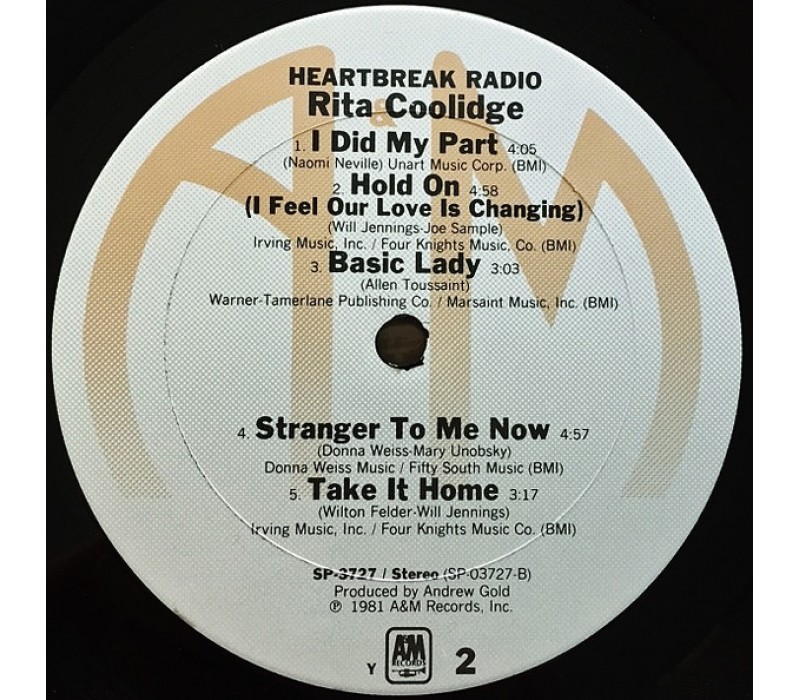 HEARTBREAK RADIO
Rita Coolidge
1. I Did My Part 4:05
(Naomi Neville) Unart Music Corp. (BMI)
2. Hold On 4:58
(I Feel Our Love Is Changing)
(Will Jennings-Joe Sample)
Irving Music, Inc. / Four Knights Music, Co. (BMI)
3. Basic Lady 3:03
(Allen Toussaint)
Warner-Tamerlane Publishing Co. / Marsaint Music, Inc. (BMI)
4. Stranger To Me Now 4:57
(Donna Weiss-Mary Unobsky)
Donna Weiss Music / Fifty South Music (BMI)
5. Take It Home 3:17
(Wilton Felder-Will Jennings)
Irving Music, Inc. / Four Knights Music Co. (BMI)
SP-3727 / Stereo (SP-03727-B)
Produced by Andrew Gold
℗ 1981 A&M Records, Inc.
Y A&M RECORDS 2
A&M